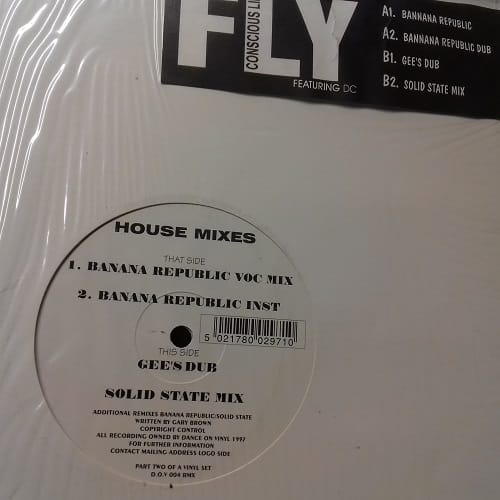 FLY
CONSCIOUS
FEATURING DC
A1. BANNANA REPUBLIC
A2. BANNANA REPUBLIC DUB
B1. GEE'S DUB
B2. SOLID STATE MIX
HOUSE MIXES
THAT SIDE
1. BANANA REPUBLIC VOC MIX
2. BANANA REPUBLIC INST
5 021780 029710
THIS SIDE
GEE'S DUB
SOLID STATE MIX
ADDITIONAL REMIXES BANANA REPUBLIC/SOLID STATE
WRITTEN BY GARY BROWN
COPYRIGHT CONTROL
ALL RECORDING OWNED BY DANCE ON VINYL 1997
FOR FURTHER INFORMATION
CONTACT MAILING ADDRESS LOGO SIDE
PART TWO OF A VINYL SET
D.O.V 004 RMX